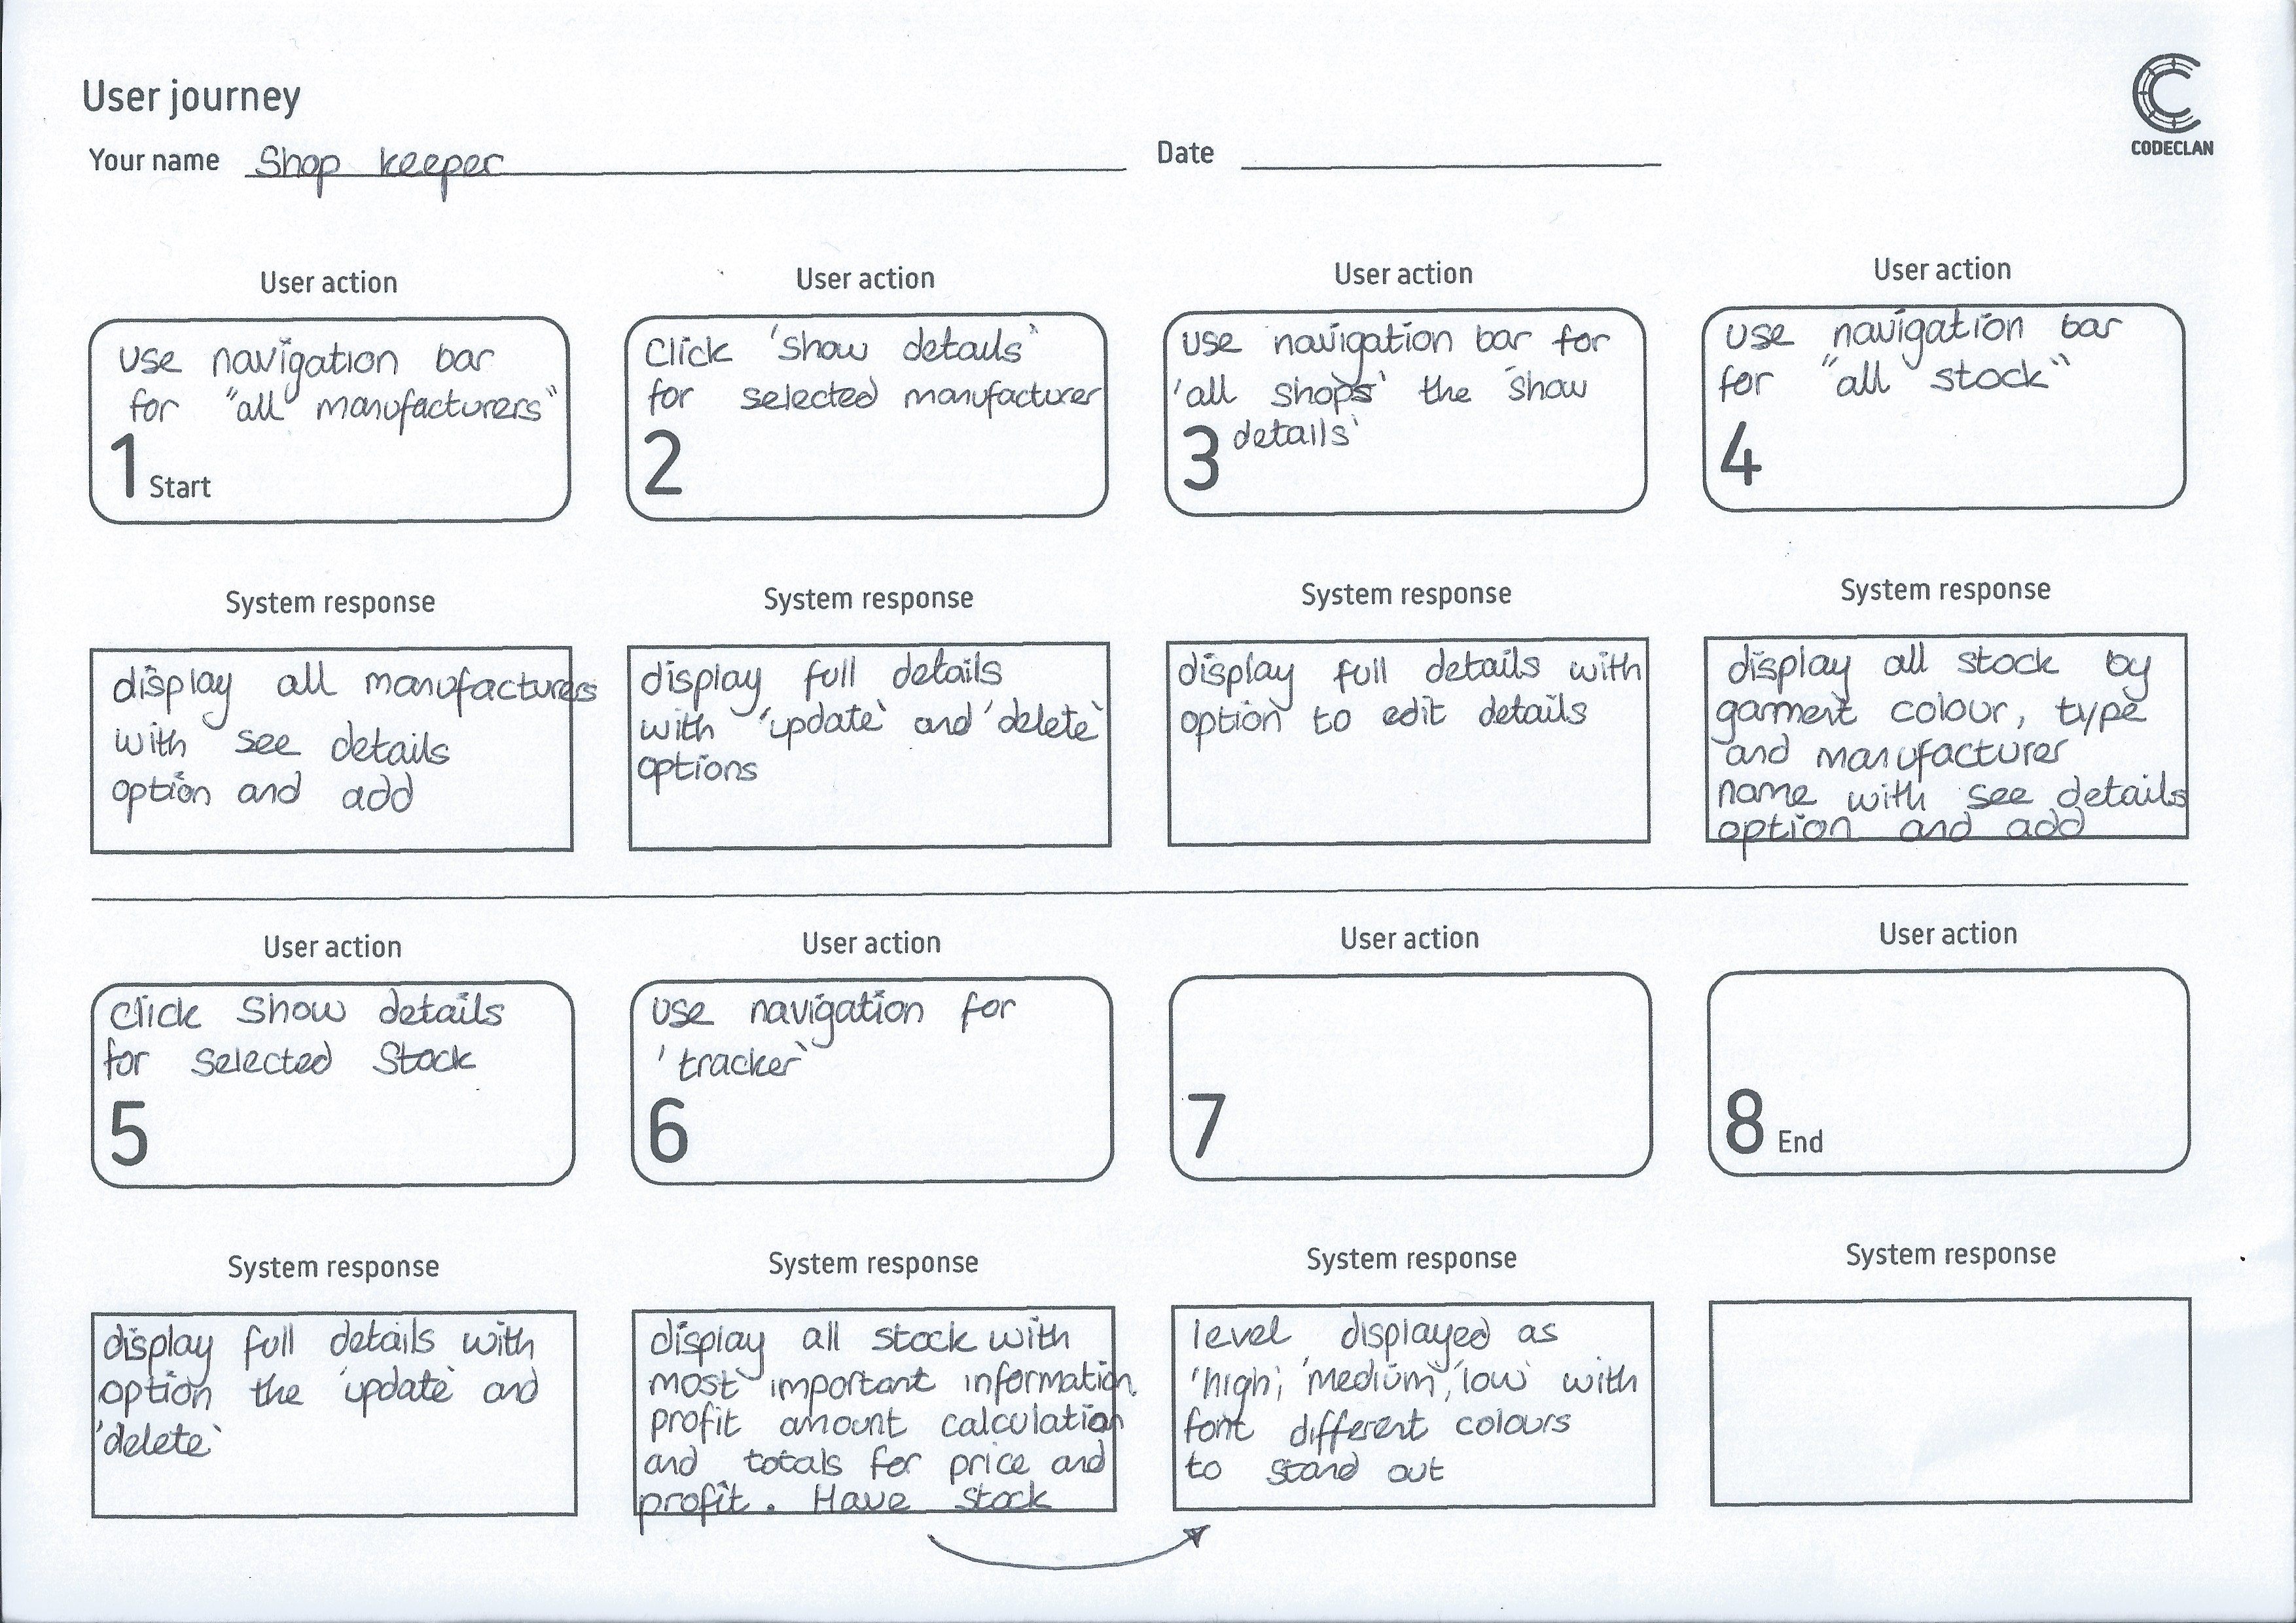 User journey
CODECLAN
Your name Shop keeper Date
User action
use navigation bar
for "all manufacturers"
1 Start
User action
Click 'show details'
for selected manufacturer
2
User action
use navigation bar for
'all shops' the 'show
details'
3
User action
use navigation bar
for "all stock"
4
System response
display all manufacturers
with see details
option and add
System response
display full details
with 'update' and 'delete'
options
System response
display full details with
option to edit details
System response
display all stock by
garment colour, type
and manufacturer
name with see details
option and add
User action
Click Show details
for selected Stock
5
User action
use navigation for
'tracker'
6
User action
7
User action
8 End
System response
display full details with
option the 'update' and
'delete'
System response
display all stock with
most important information,
profit amount calculation
and totals for price and
profit. Have stock
System response
level displayed as
'high', 'medium', 'low' with
font different colours
to stand out
System response